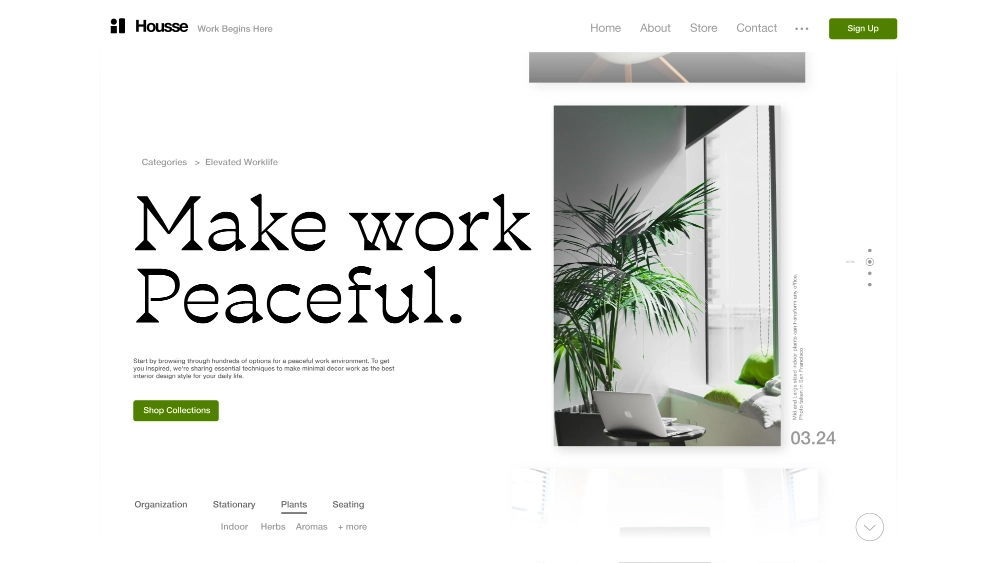 Housse
Work Begins Here
Home
About
Store
Contact
Sign Up
Categories > Elevated Worklife
Make work
Peaceful.
Start by browsing through hundreds of options for a peaceful work environment. To get
you inspired, we're sharing essential techniques to make minimal decor work as the best
interior design style for your daily life.
Shop Collections
Mid and Large sized indoor plants can transform any office,
Photo taken in San Francisco
03.24
Organization
Stationary
Plants
Seating
Indoor
Herbs
Aromas
+ more